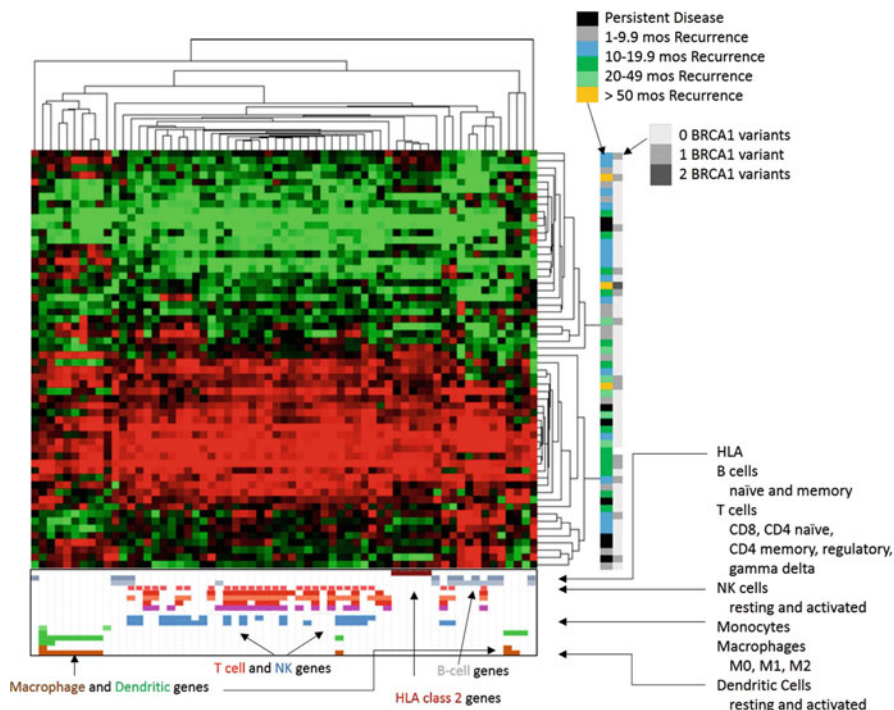 Persistent Disease
1-9.9 mos Recurrence
10-19.9 mos Recurrence
20-49 mos Recurrence
> 50 mos Recurrence
0 BRCA1 variants
1 BRCA1 variant
2 BRCA1 variants
HLA
B cells
naïve and memory
T cells
CD8, CD4 naïve,
CD4 memory, regulatory,
gamma delta
NK cells
resting and activated
Monocytes
Macrophages
M0, M1, M2
Dendritic Cells
resting and activated
T cell and NK genes
B-cell genes
Macrophage and Dendritic genes
HLA class 2 genes